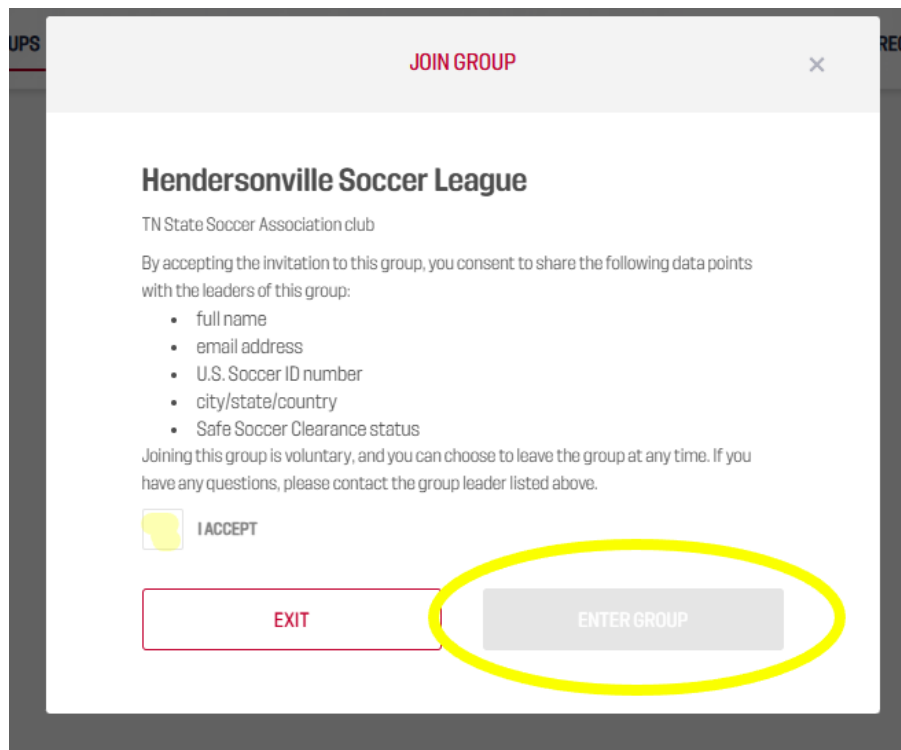 UPS
REC
JOIN GROUP
×
Hendersonville Soccer League
TN State Soccer Association club
By accepting the invitation to this group, you consent to share the following data points
with the leaders of this group:
• full name
• email address
• U.S. Soccer ID number
• city/state/country
• Safe Soccer Clearance status
Joining this group is voluntary, and you can choose to leave the group at any time. If you
have any questions, please contact the group leader listed above.
I ACCEPT
EXIT
ENTER GROUP